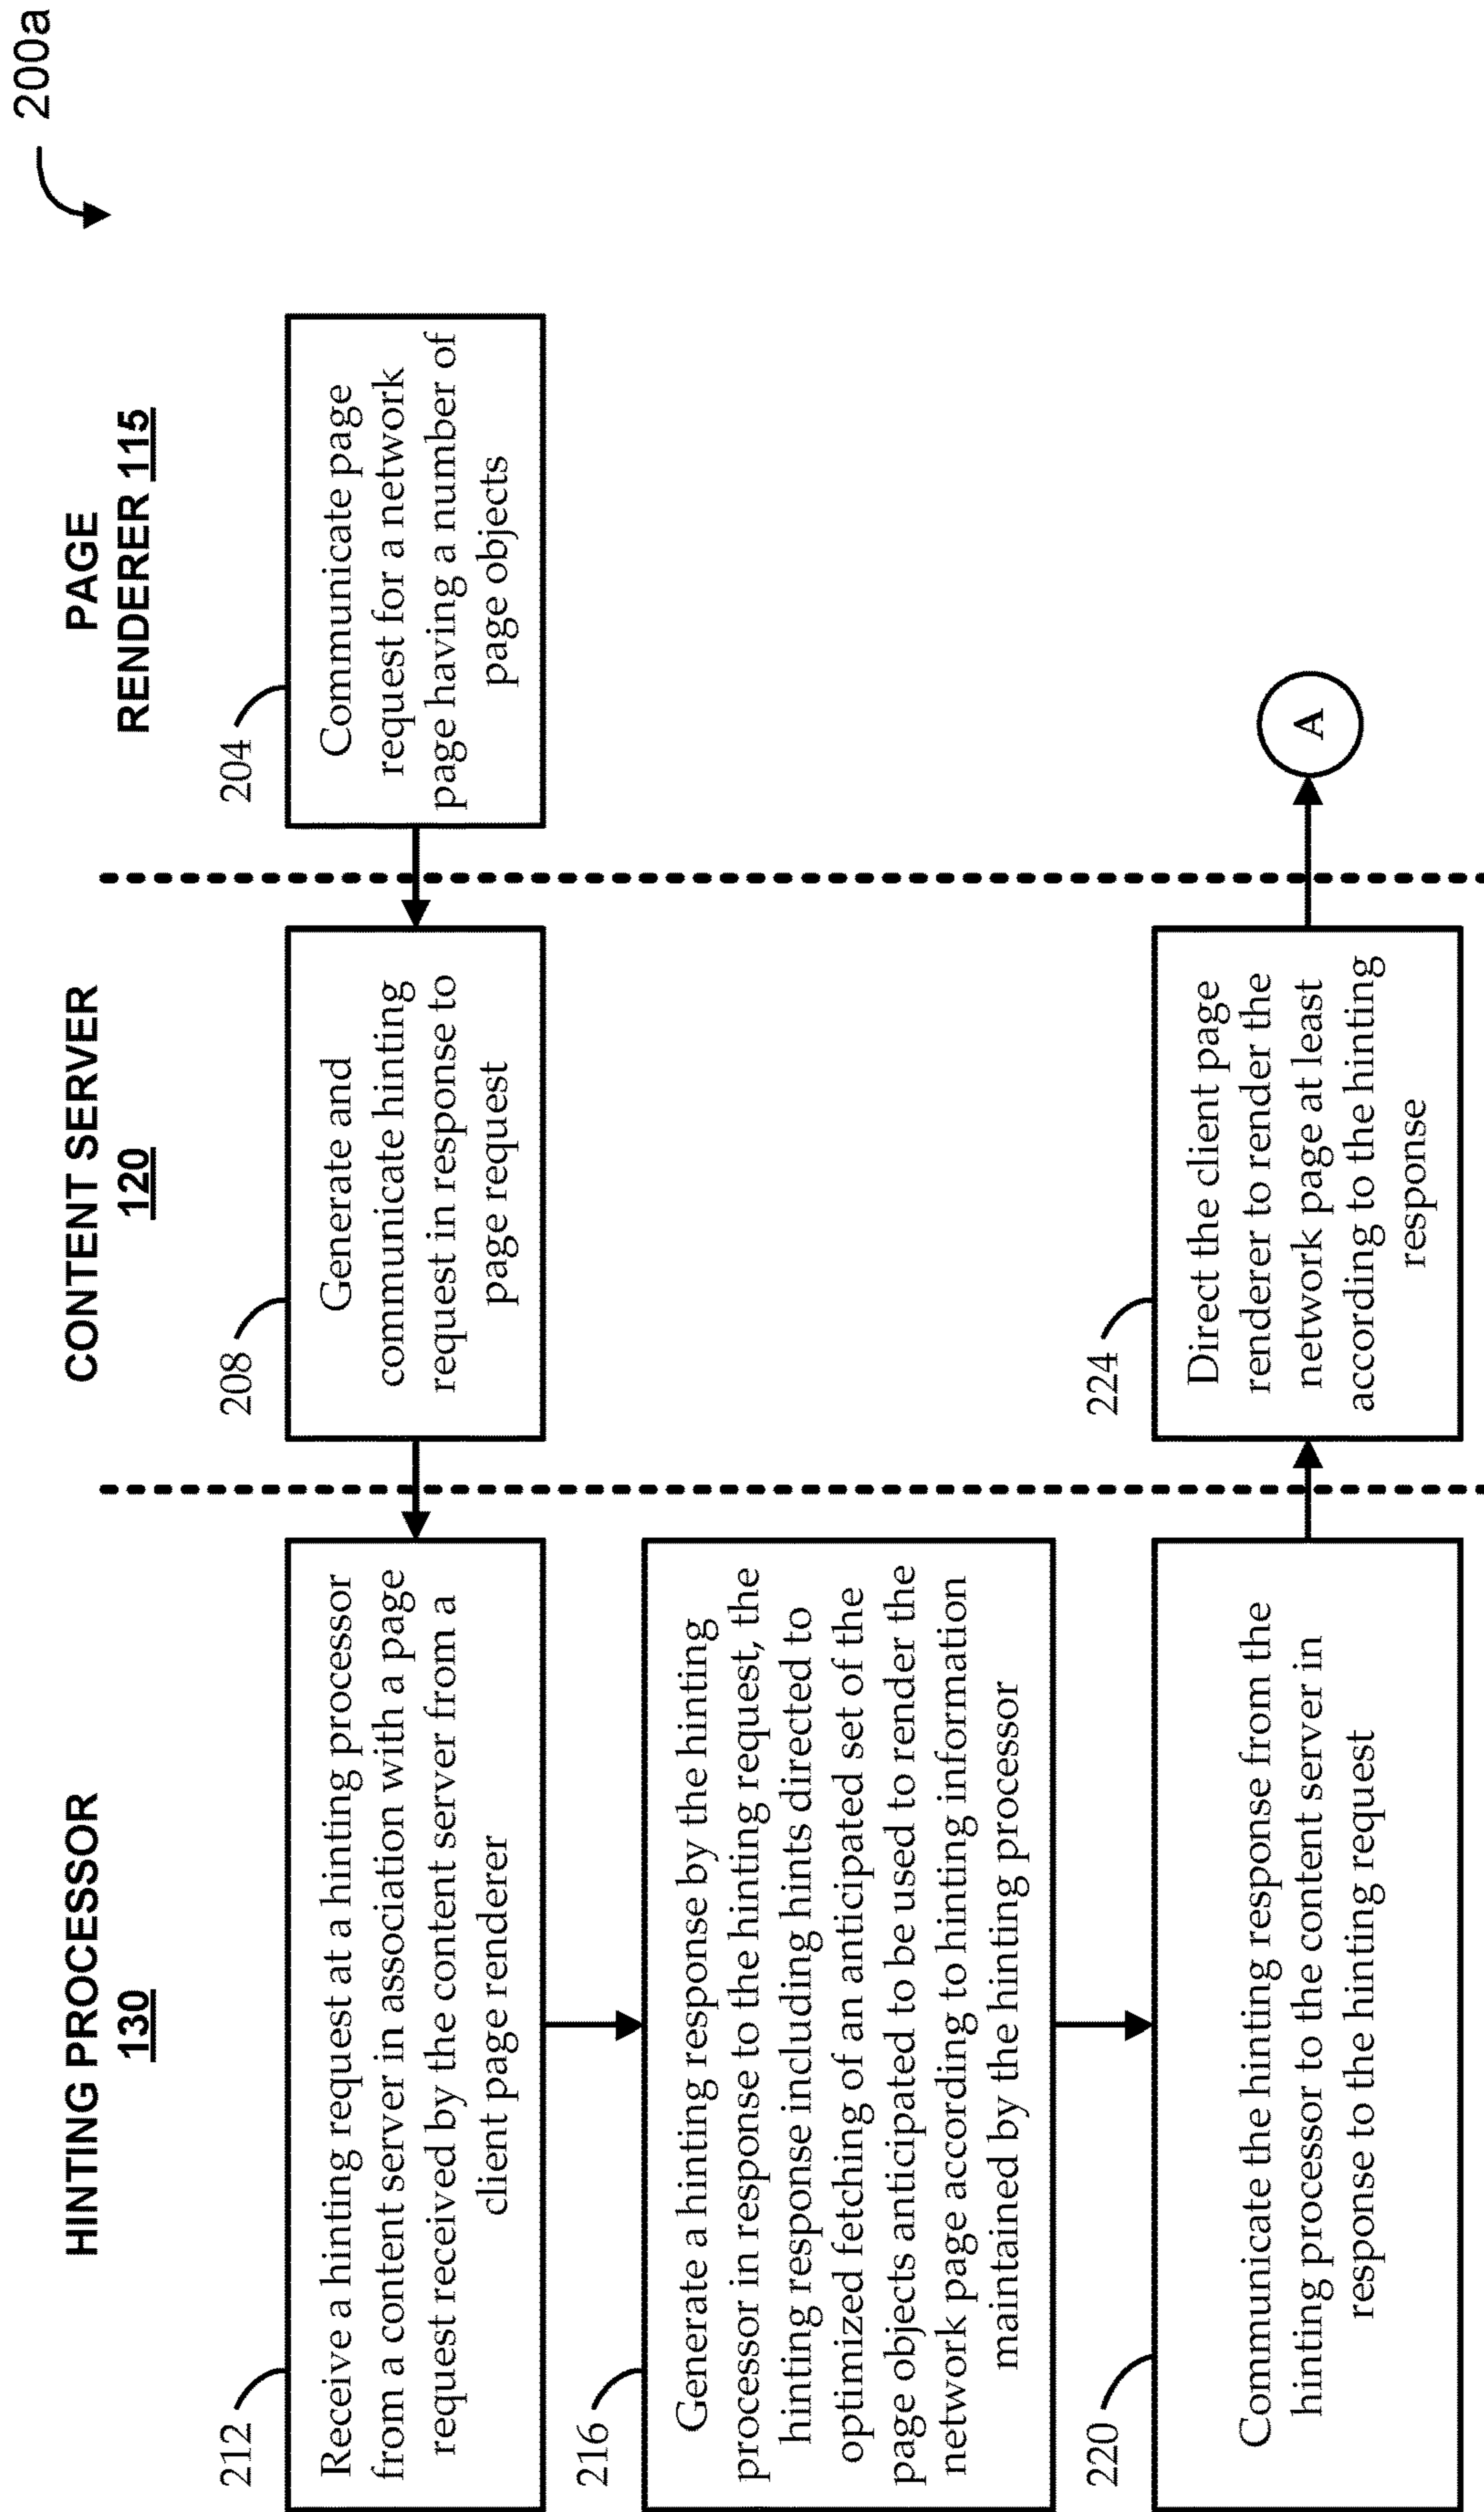 200a
HINTING PROCESSOR
130
CONTENT SERVER
120
PAGE
RENDERER 115
204
Communicate page
request for a network
page having a number of
page objects
208
Generate and
communicate hinting
request in response to
page request
212
Receive a hinting request at a hinting processor
from a content server in association with a page
request received by the content server from a
client page renderer
216
Generate a hinting response by the hinting
processor in response to the hinting request, the
hinting response including hints directed to
optimized fetching of an anticipated set of the
page objects anticipated to be used to render the
network page according to hinting information
maintained by the hinting processor
220
Communicate the hinting response from the
hinting processor to the content server in
response to the hinting request
224
Direct the client page
renderer to render the
network page at least
according to the hinting
response
A